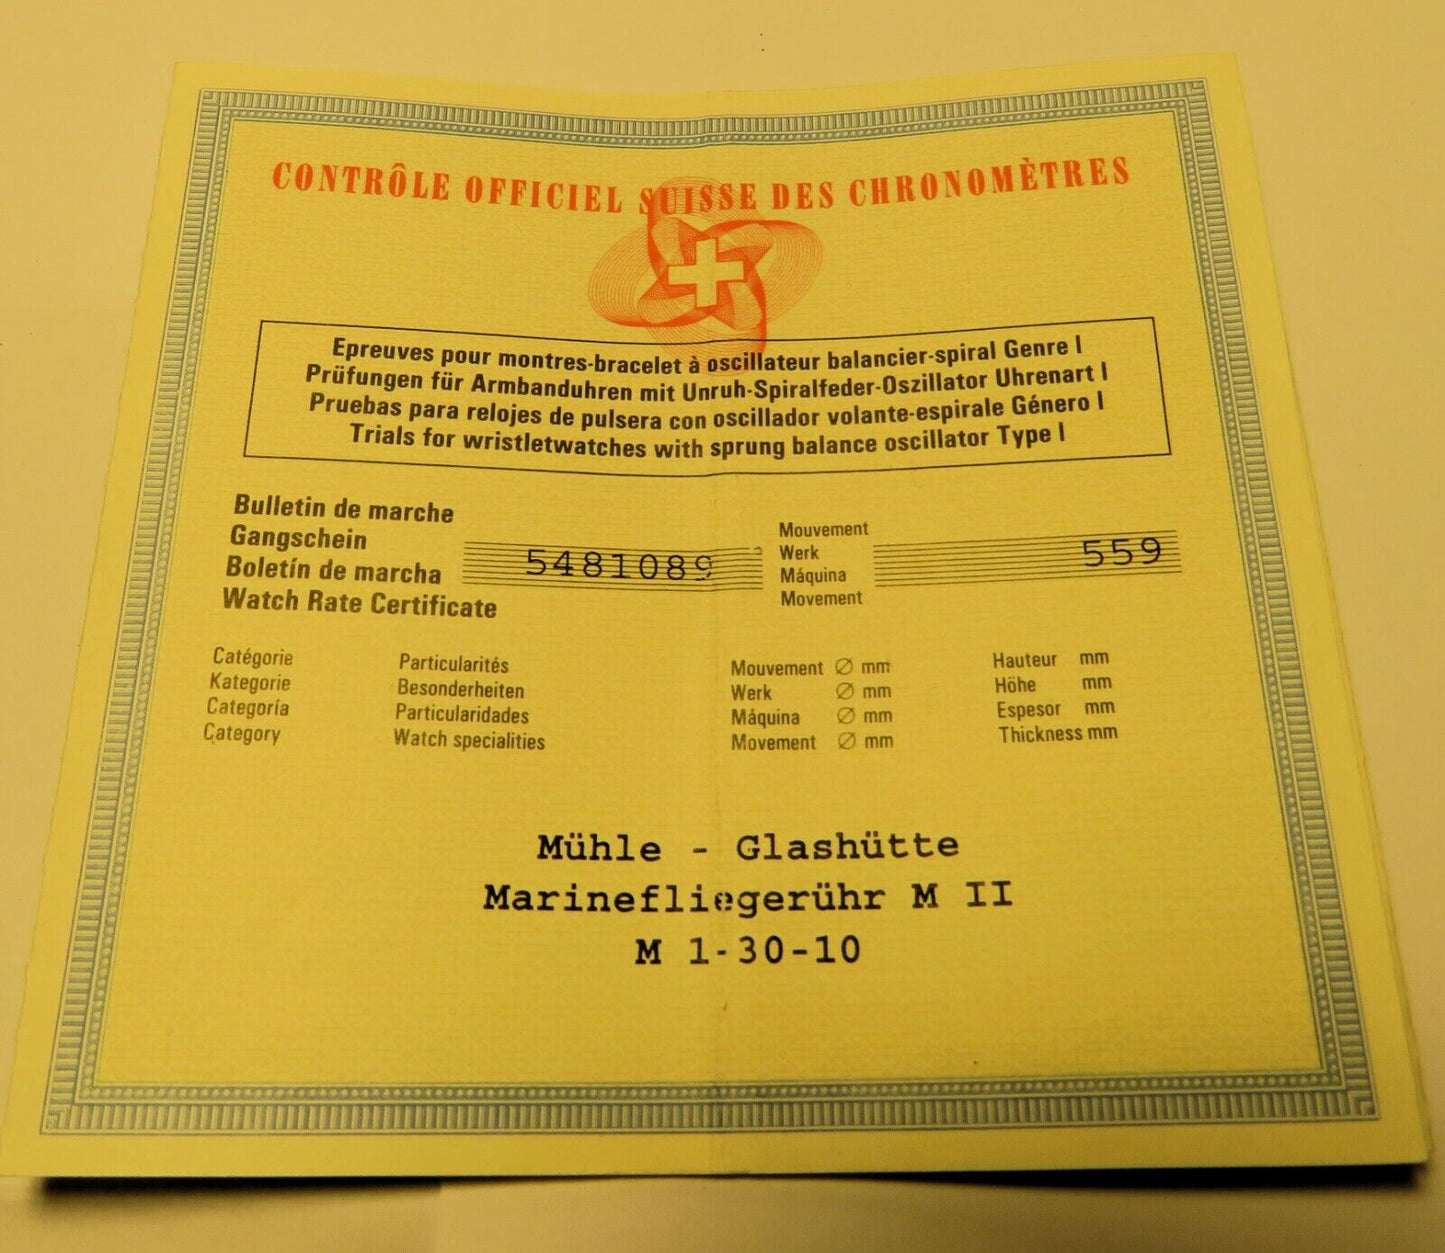 CONTRÔLE OFFICIEL SUISSE DES CHRONOMÈTRES
Epreuves pour montres-bracelet à oscillateur balancier-spiral Genre I
Prüfungen für Armbanduhren mit Unruh-Spiralfeder-Oszillator Uhrenart I
Pruebas para relojes de pulsera con oscillador volante-espirale Género I
Trials for wristletwatches with sprung balance oscillator Type I
Bulletin de marche
Gangschein
Boletín de marcha
Watch Rate Certificate
5481089
Mouvement
Werk
Máquina
Movement
559
Catégorie
Kategorie
Categoría
Category
Particularités
Besonderheiten
Particularidades
Watch specialities
Mouvement ∅ mm
Werk ∅ mm
Máquina ∅ mm
Movement ∅ mm
Hauteur mm
Höhe mm
Espesor mm
Thickness mm
Mühle - Glashütte
Marinefliegerühr M II
M 1-30-10